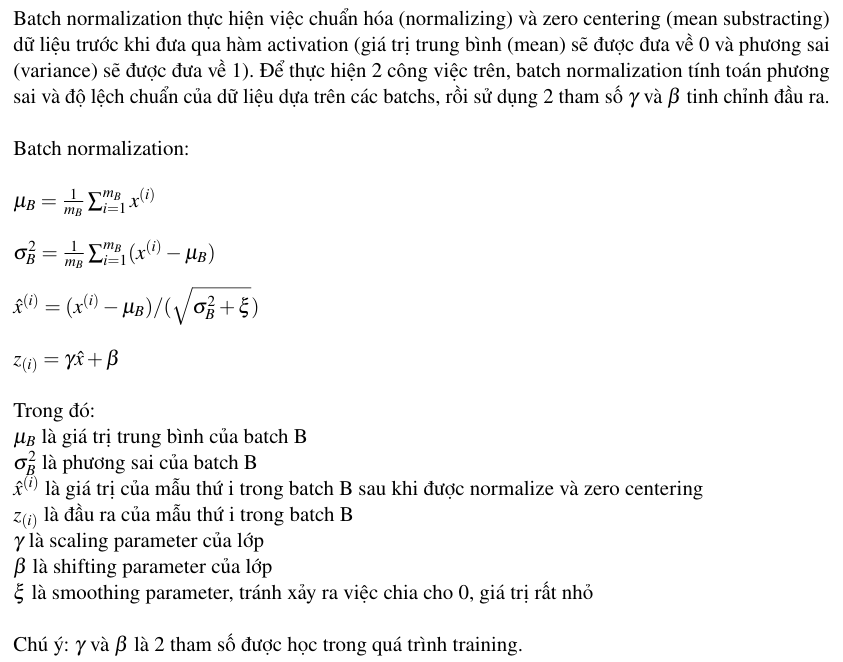 Batch normalization thực hiện việc chuẩn hóa (normalizing) và zero centering (mean substracting)
dữ liệu trước khi đưa qua hàm activation (giá trị trung bình (mean) sẽ được đưa về 0 và phương sai
(variance) sẽ được đưa về 1). Để thực hiện 2 công việc trên, batch normalization tính toán phương
sai và độ lệch chuẩn của dữ liệu dựa trên các batchs, rồi sử dụng 2 tham số γ và β tinh chỉnh đầu ra.
Batch normalization:
μ_B = \frac{1}{m_B} ∑_{i=1}^{m_B} x^{(i)}
σ_B^2 = \frac{1}{m_B} ∑_{i=1}^{m_B} (x^{(i)} − μ_B)
x̂^{(i)} = (x^{(i)} − μ_B)/(\sqrt{σ_B^2 + ξ})
z_{(i)} = γx̂ + β
Trong đó:
μ_B là giá trị trung bình của batch B
σ_B^2 là phương sai của batch B
x̂^{(i)} là giá trị của mẫu thứ i trong batch B sau khi được normalize và zero centering
z_{(i)} là đầu ra của mẫu thứ i trong batch B
γ là scaling parameter của lớp
β là shifting parameter của lớp
ξ là smoothing parameter, tránh xảy ra việc chia cho 0, giá trị rất nhỏ
Chú ý: γ và β là 2 tham số được học trong quá trình training.